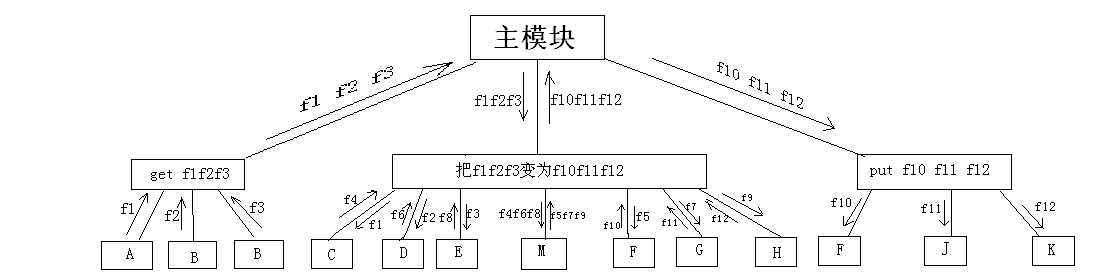 主模块
f1 f2 f3
f1f2f3
f10f11f12
f10 f11 f12
get f1f2f3
把f1f2f3变为f10f11f12
put f10 f11 f12
f1
f2
f3
f4
f1
f6
f2
f8
f3
f4f6f8
f5f7f9
f10
f5
f7
f11
f9
f12
f10
f11
f12
A
B
B
C
D
E
M
F
G
H
F
J
K